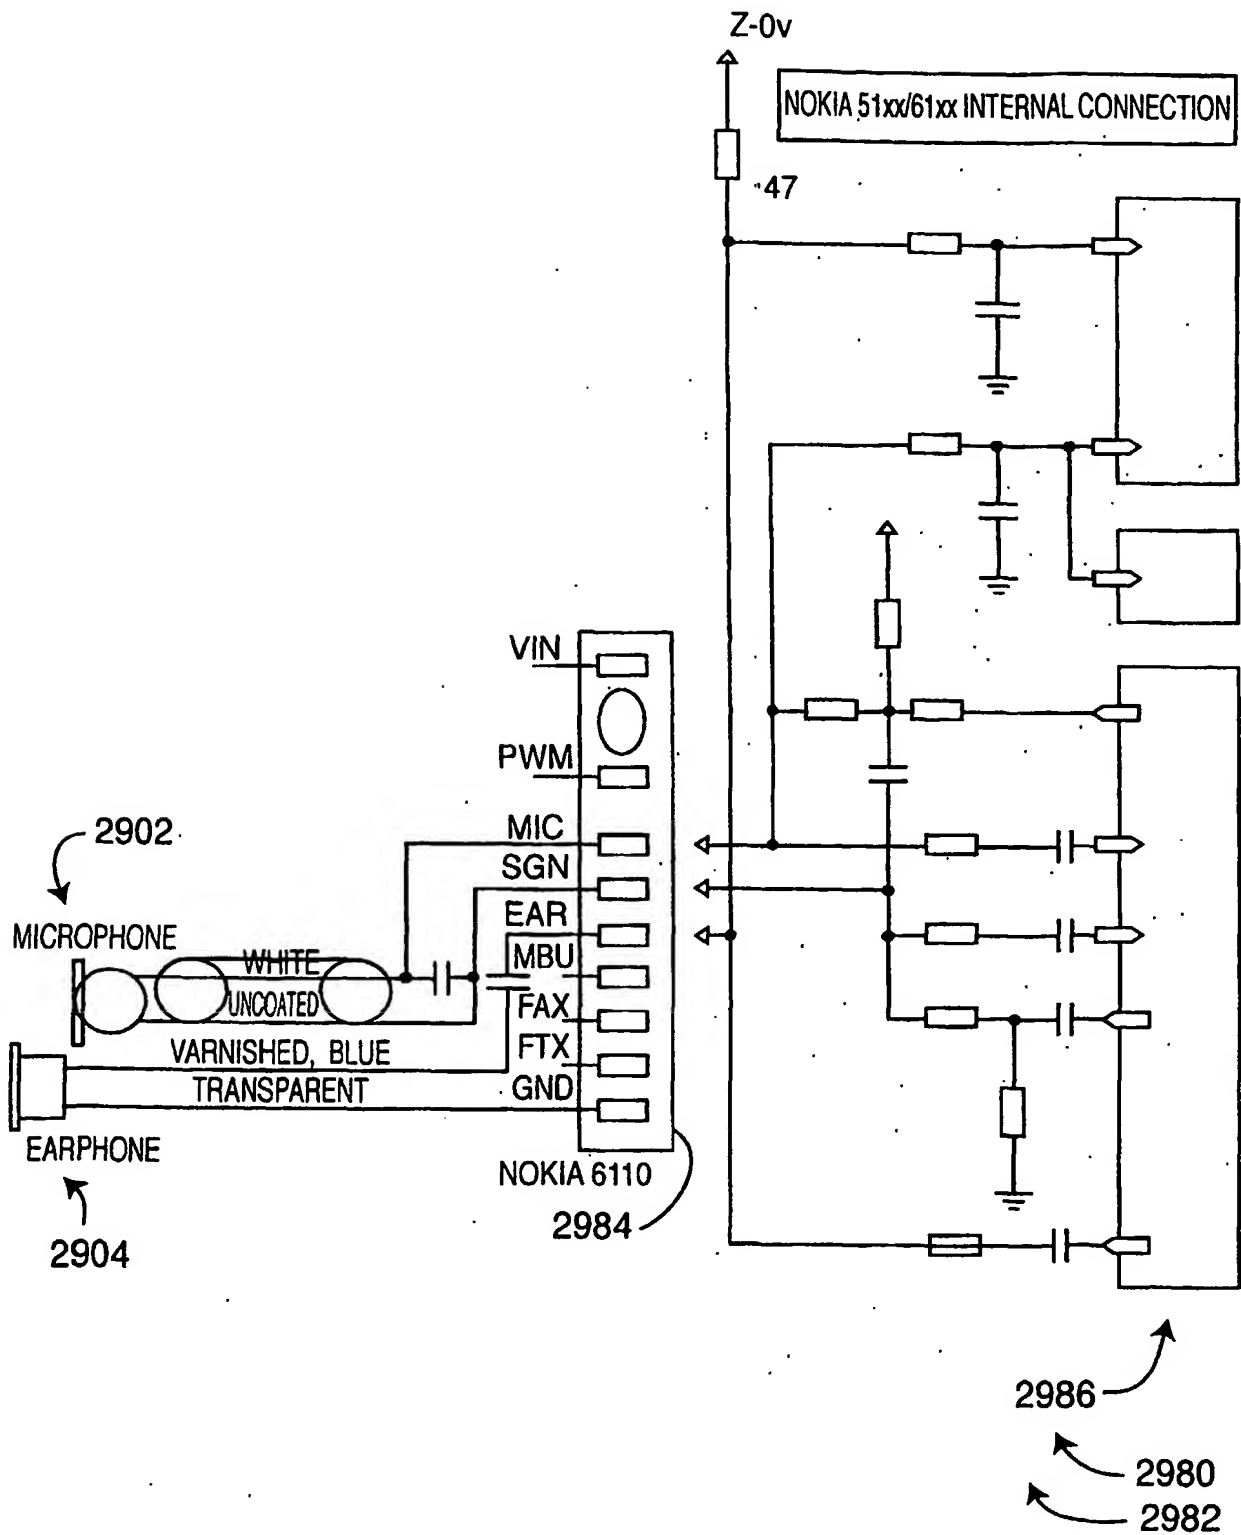 Z-0v
NOKIA 51xx/61xx INTERNAL CONNECTION
47
VIN
PWM
MIC
SGN
EAR
MBU
FAX
FTX
GND
2902
MICROPHONE
WHITE
UNCOATED
VARNISHED, BLUE
TRANSPARENT
EARPHONE
2904
NOKIA 6110
2984
2986
2980
2982